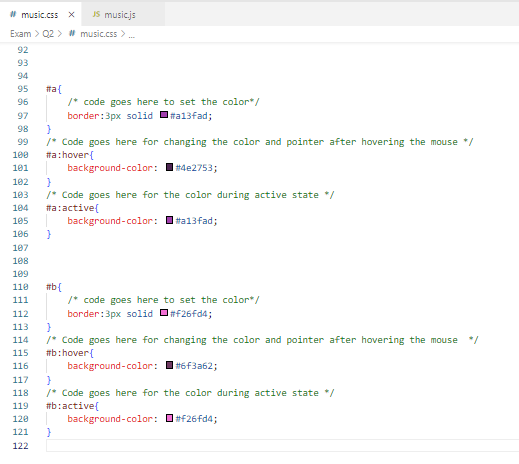 # music.css × JS music.js
Exam > Q2 > # music.css > ...
92
93
94
95 #a{
96 /* code goes here to set the color*/
97 border:3px solid #a13fad;
98 }
99 /* Code goes here for changing the color and pointer after hovering the mouse */
100 #a:hover{
101 background-color: #4e2753;
102 }
103 /* Code goes here for the color during active state */
104 #a:active{
105 background-color: #a13fad;
106 }
107
108
109
110 #b{
111 /* code goes here to set the color*/
112 border:3px solid #f26fd4;
113 }
114 /* Code goes here for changing the color and pointer after hovering the mouse  */
115 #b:hover{
116 background-color: #6f3a62;
117 }
118 /* Code goes here for the color during active state */
119 #b:active{
120 background-color: #f26fd4;
121 }
122